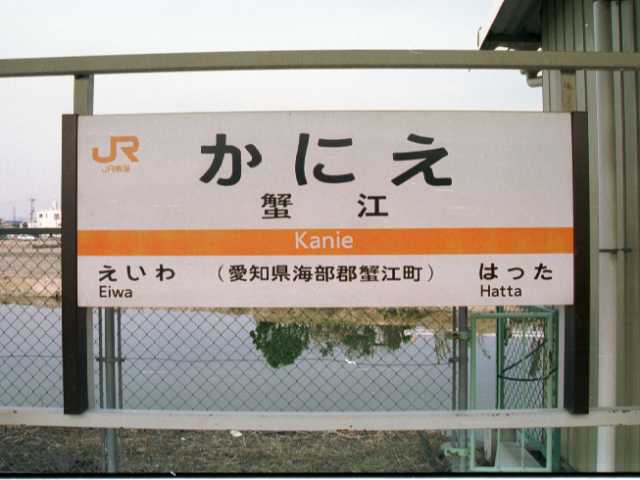 JR
JR東海
かにえ
蟹江
Kanie
えいわ (愛知県海部郡蟹江町) はった
Eiwa Hatta